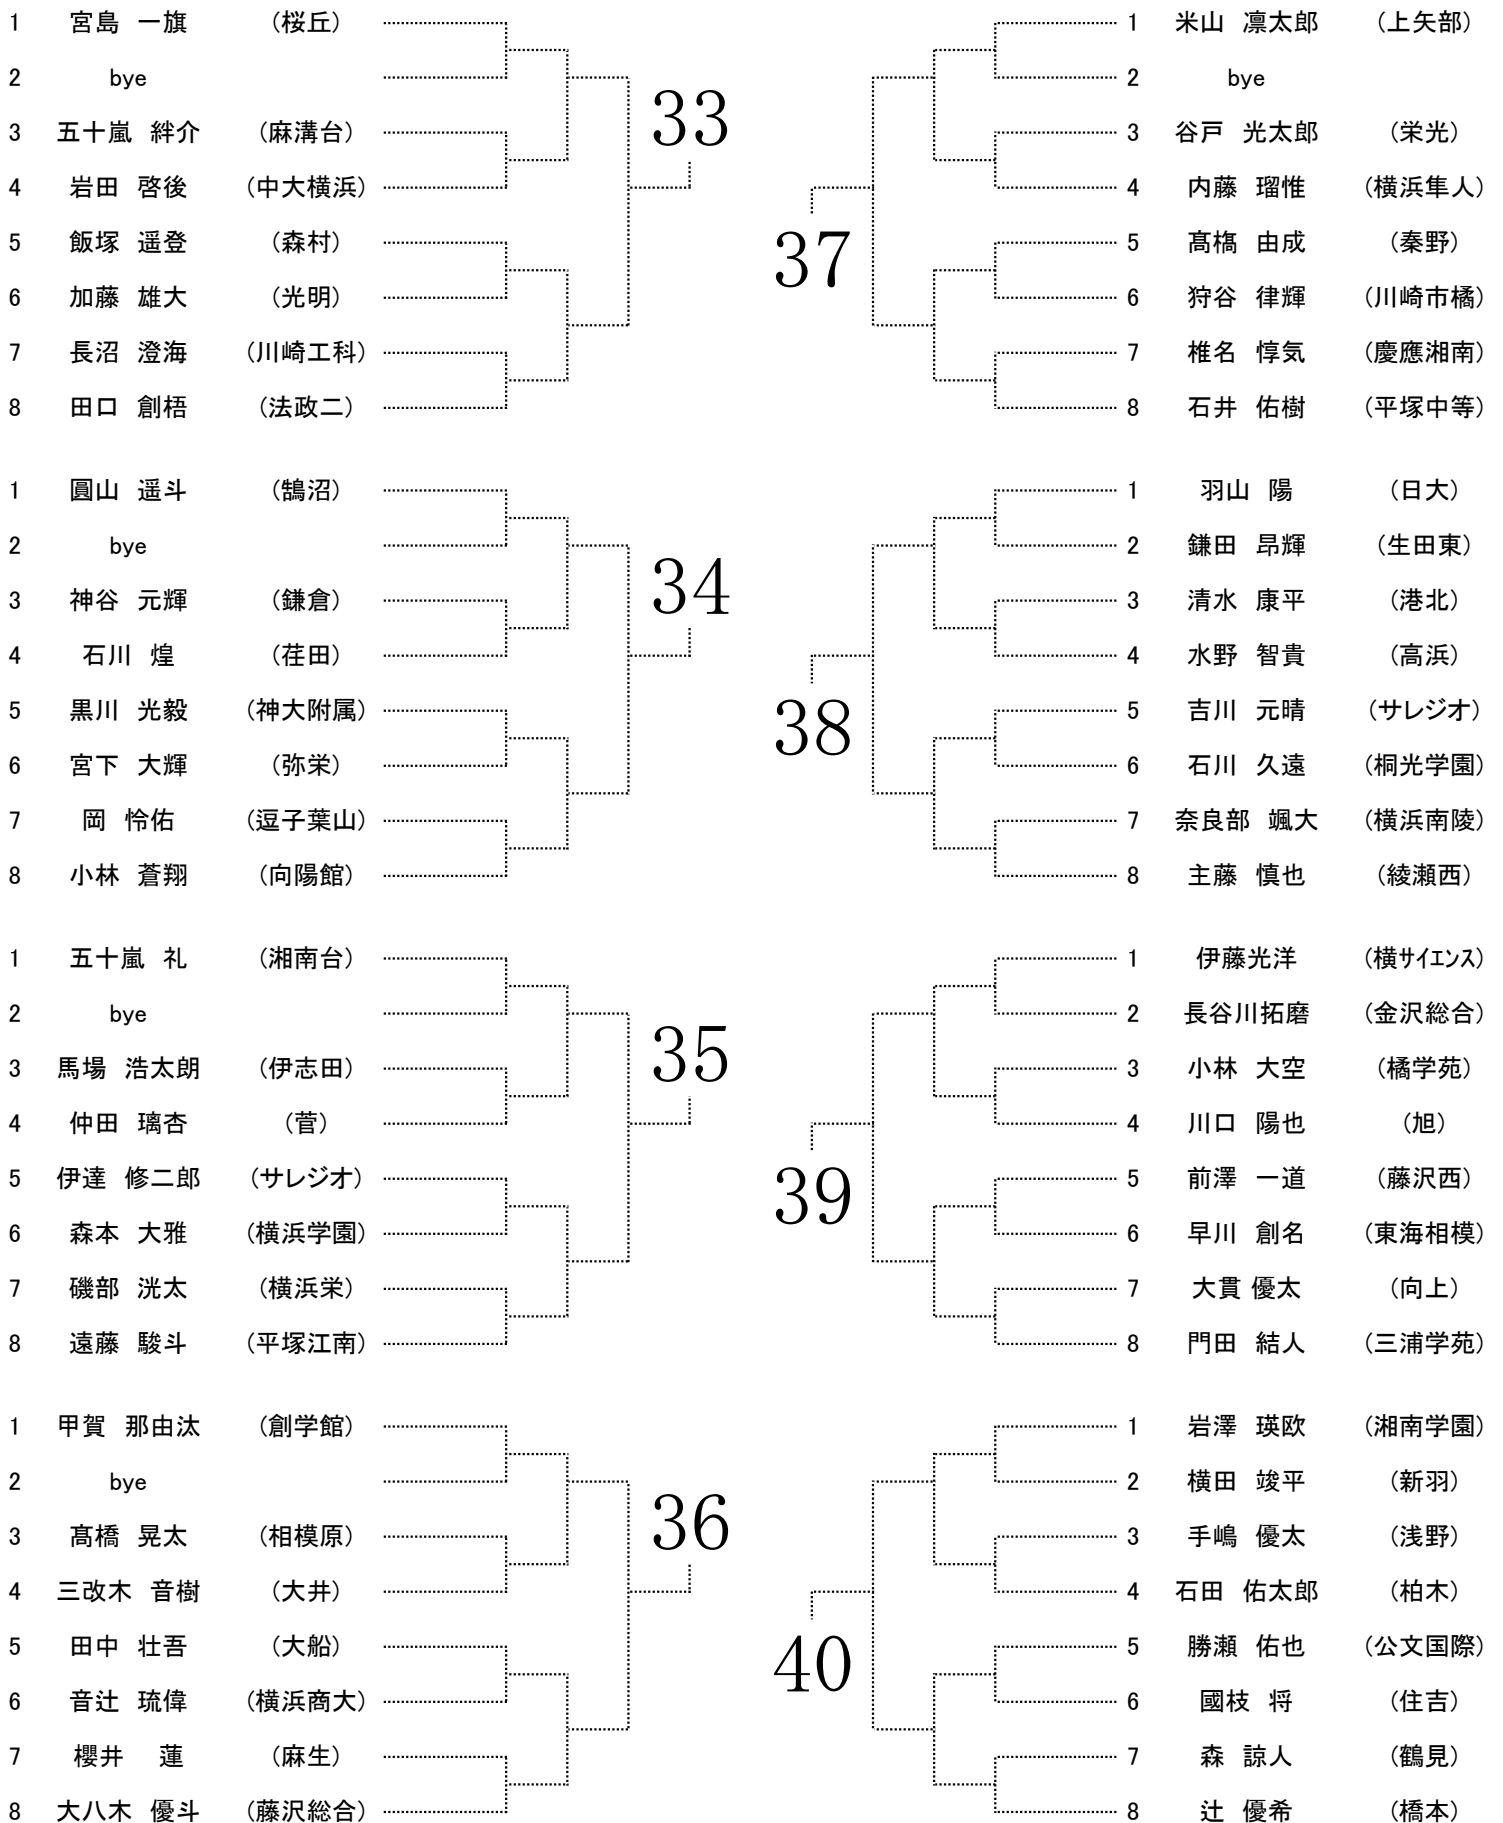 1 宮島 一旗 （桜丘）
2 bye
3 五十嵐 絆介 （麻溝台）
4 岩田 啓後 （中大横浜）
5 飯塚 遥登 （森村）
6 加藤 雄大 （光明）
7 長沼 澄海 （川崎工科）
8 田口 創梧 （法政二）
33
1 圓山 遥斗 （鵠沼）
2 bye
3 神谷 元輝 （鎌倉）
4 石川 煌 （荏田）
5 黒川 光毅 （神大附属）
6 宮下 大輝 （弥栄）
7 岡 怜佑 （逗子葉山）
8 小林 蒼翔 （向陽館）
34
1 五十嵐 礼 （湘南台）
2 bye
3 馬場 浩太朗 （伊志田）
4 仲田 璃杏 （菅）
5 伊達 修二郎 （サレジオ）
6 森本 大雅 （横浜学園）
7 磯部 洸太 （横浜栄）
8 遠藤 駿斗 （平塚江南）
35
1 甲賀 那由汰 （創学館）
2 bye
3 髙橋 晃太 （相模原）
4 三改木 音樹 （大井）
5 田中 壮吾 （大船）
6 音辻 琉偉 （横浜商大）
7 櫻井 蓮 （麻生）
8 大八木 優斗 （藤沢総合）
36
1 米山 凛太郎 （上矢部）
2 bye
3 谷戸 光太郎 （栄光）
4 内藤 瑠惟 （横浜隼人）
5 髙槗 由成 （秦野）
6 狩谷 律輝 （川崎市橘）
7 椎名 惇気 （慶應湘南）
8 石井 佑樹 （平塚中等）
37
1 羽山 陽 （日大）
2 鎌田 昂輝 （生田東）
3 清水 康平 （港北）
4 水野 智貴 （高浜）
5 吉川 元晴 （サレジオ）
6 石川 久遠 （桐光学園）
7 奈良部 颯大 （横浜南陵）
8 主藤 慎也 （綾瀬西）
38
1 伊藤光洋 （横ｻｲｴﾝｽ）
2 長谷川拓磨 （金沢総合）
3 小林 大空 （橘学苑）
4 川口 陽也 （旭）
5 前澤 一道 （藤沢西）
6 早川 創名 （東海相模）
7 大貫 優太 （向上）
8 門田 結人 （三浦学苑）
39
1 岩澤 瑛欧 （湘南学園）
2 横田 竣平 （新羽）
3 手嶋 優太 （浅野）
4 石田 佑太郎 （柏木）
5 勝瀬 佑也 （公文国際）
6 國枝 将 （住吉）
7 森 諒人 （鶴見）
8 辻 優希 （橋本）
40